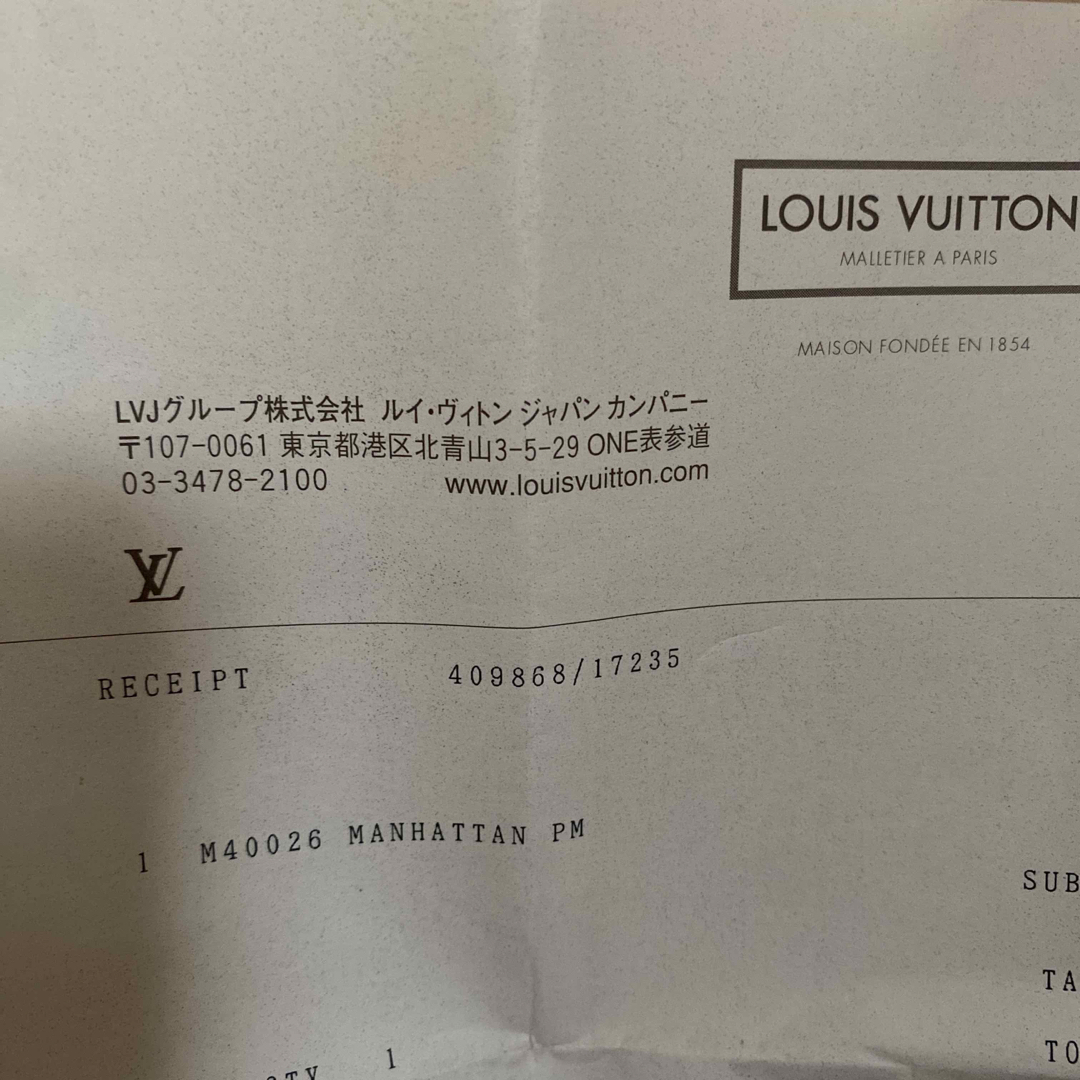 LOUIS VUITTON
MALLETIER A PARIS
MAISON FONDÉE EN 1854
LVJグループ株式会社 ルイ・ヴィトン ジャパン カンパニー
〒107-0061 東京都港区北青山3-5-29 ONE表参道
03-3478-2100 www.louisvuitton.com
LV
RECEIPT 409868/17235
1 M40026 MANHATTAN PM
SUB
TA
TO
1